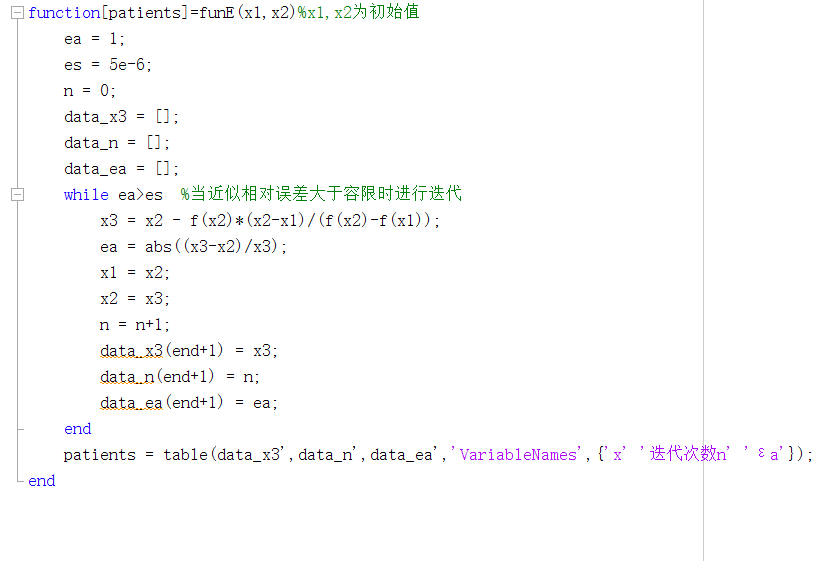 function[patients]=funE(x1,x2)%x1,x2为初始值
ea = 1;
es = 5e-6;
n = 0;
data_x3 = [];
data_n = [];
data_ea = [];
while ea>es  %当近似相对误差大于容限时进行迭代
x3 = x2 - f(x2)*(x2-x1)/(f(x2)-f(x1));
ea = abs((x3-x2)/x3);
x1 = x2;
x2 = x3;
n = n+1;
data_x3(end+1) = x3;
data_n(end+1) = n;
data_ea(end+1) = ea;
end
patients = table(data_x3',data_n',data_ea','VariableNames',{'x' '迭代次数n' 'εa'});
end